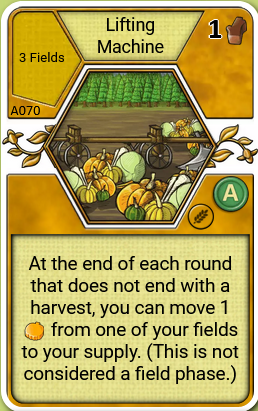 Lifting
Machine
1
3 Fields
A070
A
At the end of each round
that does not end with a
harvest, you can move 1
from one of your fields
to your supply. (This is not
considered a field phase.)